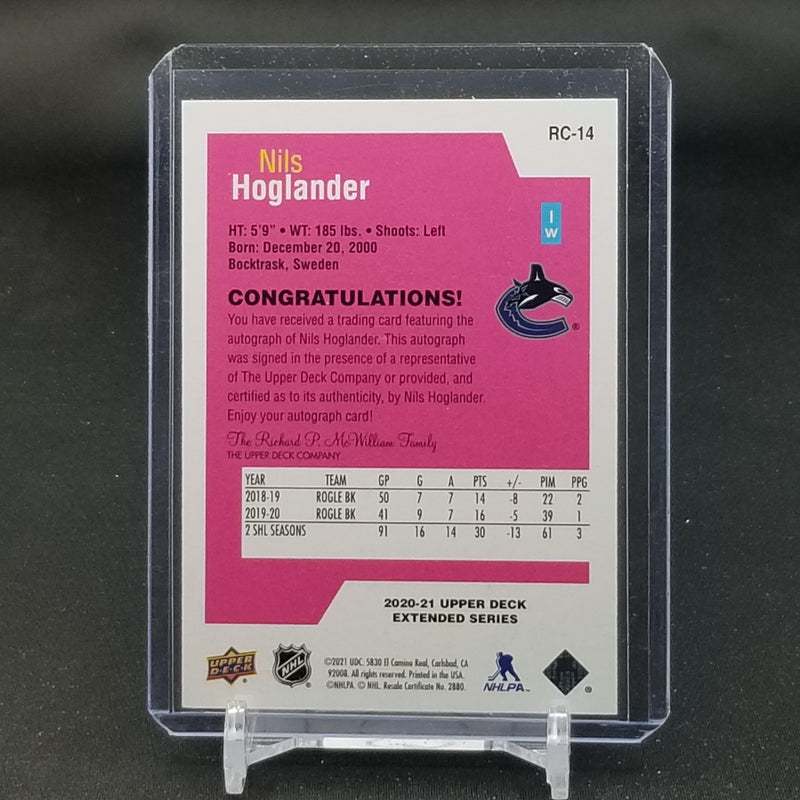 RC-14
Nils
Hoglander
I
W
HT: 5'9" • WT: 185 lbs. • Shoots: Left
Born: December 20, 2000
Bocktrask, Sweden
CONGRATULATIONS!
You have received a trading card featuring the
autograph of Nils Hoglander. This autograph
was signed in the presence of a representative
of The Upper Deck Company or provided, and
certified as to its authenticity, by Nils Hoglander.
Enjoy your autograph card!
The Richard P. McWilliam Family
THE UPPER DECK COMPANY
YEAR TEAM GP G A PTS +/- PIM PPG
2018-19 ROGLE BK 50 7 7 14 -8 22 2
2019-20 ROGLE BK 41 9 7 16 -5 39 1
2 SHL SEASONS 91 16 14 30 -13 61 3
2020-21 UPPER DECK
EXTENDED SERIES
UPPER
DECK
NHL
©2021 UDC. 5830 El Camino Real, Carlsbad, CA
92008. All rights reserved. Printed in the USA.
©NHLPA. © NHL. Resale Certificate No. 2880.
NHLPA™
®